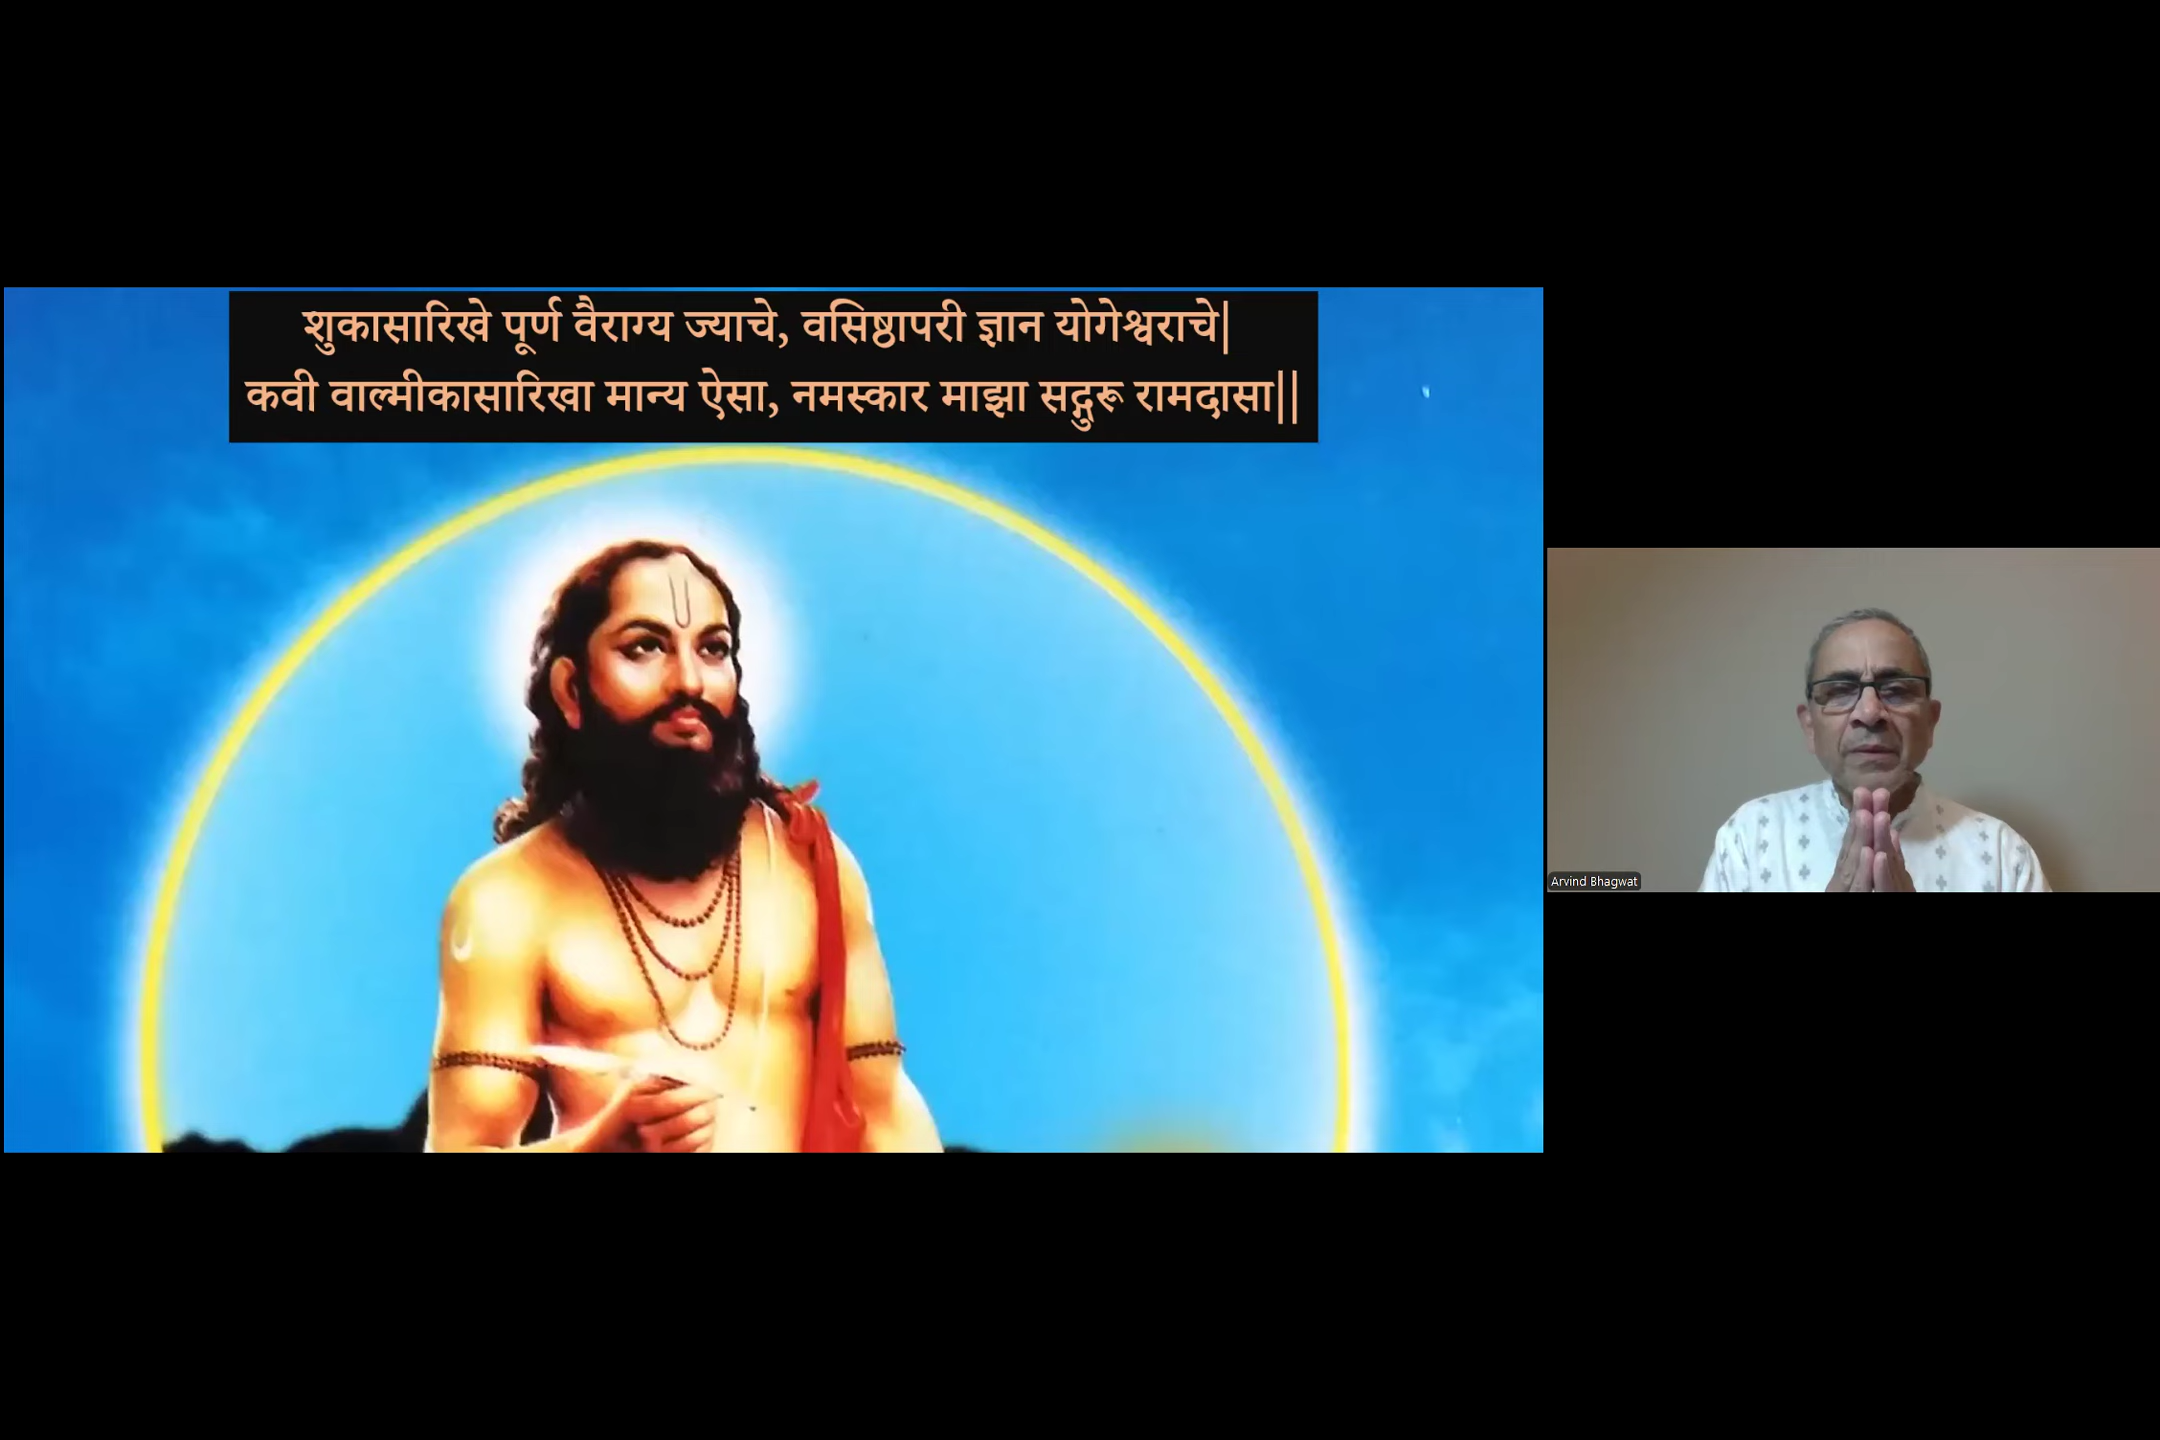 शुकासारिखे पूर्ण वैराग्य ज्याचे, वसिष्ठापरी ज्ञान योगेश्वराचे|
कवी वाल्मीकासारिखा मान्य ऐसा, नमस्कार माझा सद्गुरू रामदासा||
Arvind Bhagwat